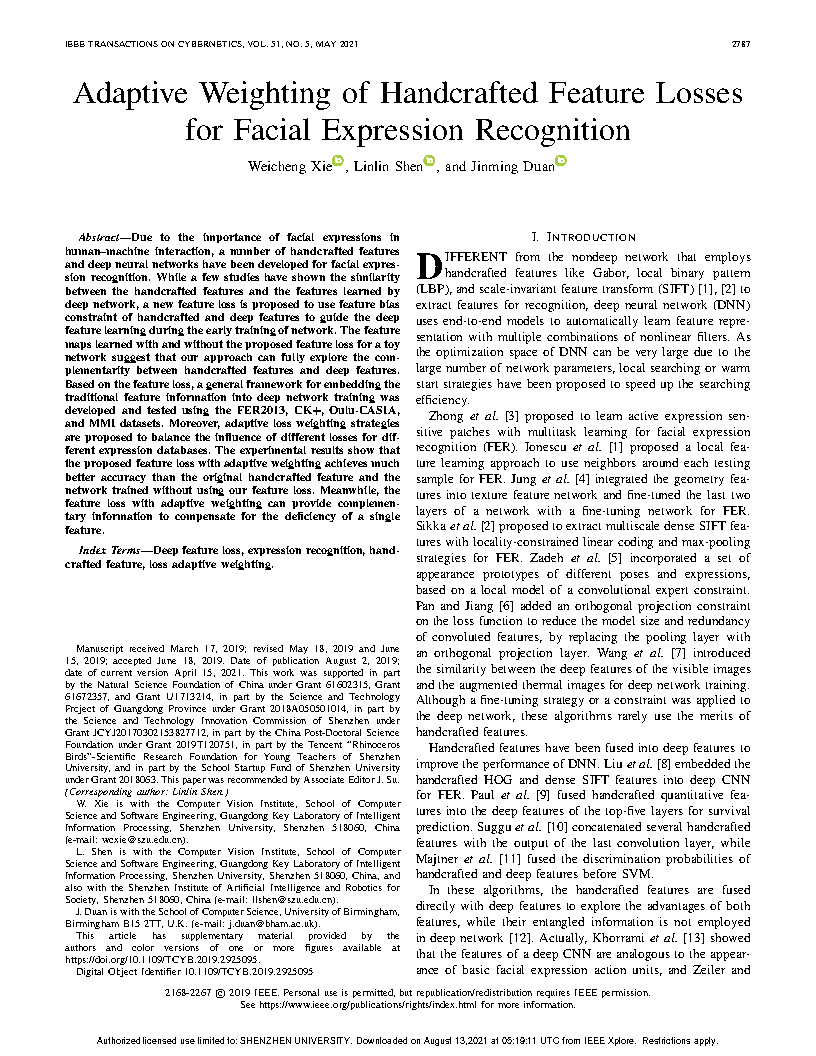 IEEE TRANSACTIONS ON CYBERNETICS, VOL. 51, NO. 5, MAY 2021
2787
Adaptive Weighting of Handcrafted Feature Losses
for Facial Expression Recognition
Weicheng Xie, Linlin Shen, and Jinming Duan
Abstract—Due to the importance of facial expressions in
human–machine interaction, a number of handcrafted features
and deep neural networks have been developed for facial expres-
sion recognition. While a few studies have shown the similarity
between the handcrafted features and the features learned by
deep network, a new feature loss is proposed to use feature bias
constraint of handcrafted and deep features to guide the deep
feature learning during the early training of network. The feature
maps learned with and without the proposed feature loss for a toy
network suggest that our approach can fully explore the com-
plementarity between handcrafted features and deep features.
Based on the feature loss, a general framework for embedding the
traditional feature information into deep network training was
developed and tested using the FER2013, CK+, Oulu-CASIA,
and MMI datasets. Moreover, adaptive loss weighting strategies
are proposed to balance the influence of different losses for dif-
ferent expression databases. The experimental results show that
the proposed feature loss with adaptive weighting achieves much
better accuracy than the original handcrafted feature and the
network trained without using our feature loss. Meanwhile, the
feature loss with adaptive weighting can provide complemen-
tary information to compensate for the deficiency of a single
feature.
Index Terms—Deep feature loss, expression recognition, hand-
crafted feature, loss adaptive weighting.
Manuscript received March 17, 2019; revised May 18, 2019 and June
15, 2019; accepted June 18, 2019. Date of publication August 2, 2019;
date of current version April 15, 2021. This work was supported in part
by the Natural Science Foundation of China under Grant 61602315, Grant
61672357, and Grant U1713214, in part by the Science and Technology
Project of Guangdong Province under Grant 2018A050501014, in part by
the Science and Technology Innovation Commission of Shenzhen under
Grant JCYJ20170302153827712, in part by the China Post-Doctoral Science
Foundation under Grant 2019T120751, in part by the Tencent "Rhinoceros
Birds"-Scientific Research Foundation for Young Teachers of Shenzhen
University, and in part by the School Startup Fund of Shenzhen University
under Grant 2018063. This paper was recommended by Associate Editor J. Su.
(Corresponding author: Linlin Shen.)
W. Xie is with the Computer Vision Institute, School of Computer
Science and Software Engineering, Guangdong Key Laboratory of Intelligent
Information Processing, Shenzhen University, Shenzhen 518060, China
(e-mail: wcxie@szu.edu.cn).
L. Shen is with the Computer Vision Institute, School of Computer
Science and Software Engineering, Guangdong Key Laboratory of Intelligent
Information Processing, Shenzhen University, Shenzhen 518060, China, and
also with the Shenzhen Institute of Artificial Intelligence and Robotics for
Society, Shenzhen 518060, China (e-mail: llshen@szu.edu.cn).
J. Duan is with the School of Computer Science, University of Birmingham,
Birmingham B15 2TT, U.K. (e-mail: j.duan@bham.ac.uk).
This article has supplementary material provided by the
authors and color versions of one or more figures available at
https://doi.org/10.1109/TCYB.2019.2925095.
Digital Object Identifier 10.1109/TCYB.2019.2925095
I. INTRODUCTION
DIFFERENT from the nondeep network that employs
handcrafted features like Gabor, local binary pattern
(LBP), and scale-invariant feature transform (SIFT) [1], [2] to
extract features for recognition, deep neural network (DNN)
uses end-to-end models to automatically learn feature repre-
sentation with multiple combinations of nonlinear filters. As
the optimization space of DNN can be very large due to the
large number of network parameters, local searching or warm
start strategies have been proposed to speed up the searching
efficiency.
Zhong et al. [3] proposed to learn active expression sen-
sitive patches with multitask learning for facial expression
recognition (FER). Ionescu et al. [1] proposed a local fea-
ture learning approach to use neighbors around each testing
sample for FER. Jung et al. [4] integrated the geometry fea-
tures into texture feature network and fine-tuned the last two
layers of a network with a fine-tuning network for FER.
Sikka et al. [2] proposed to extract multiscale dense SIFT fea-
tures with locality-constrained linear coding and max-pooling
strategies for FER. Zadeh et al. [5] incorporated a set of
appearance prototypes of different poses and expressions,
based on a local model of a convolutional expert constraint.
Pan and Jiang [6] added an orthogonal projection constraint
on the loss function to reduce the model size and redundancy
of convoluted features, by replacing the pooling layer with
an orthogonal projection layer. Wang et al. [7] introduced
the similarity between the deep features of the visible images
and the augmented thermal images for deep network training.
Although a fine-tuning strategy or a constraint was applied to
the deep network, these algorithms rarely use the merits of
handcrafted features.
Handcrafted features have been fused into deep features to
improve the performance of DNN. Liu et al. [8] embedded the
handcrafted HOG and dense SIFT features into deep CNN
for FER. Paul et al. [9] fused handcrafted quantitative fea-
tures into the deep features of the top-five layers for survival
prediction. Suggu et al. [10] concatenated several handcrafted
features with the output of the last convolution layer, while
Majtner et al. [11] fused the discrimination probabilities of
handcrafted and deep features before SVM.
In these algorithms, the handcrafted features are fused
directly with deep features to explore the advantages of both
features, while their entangled information is not employed
in deep network [12]. Actually, Khorrami et al. [13] showed
that the features of a deep CNN are analogous to the appear-
ance of basic facial expression action units, and Zeiler and
2168-2267 © 2019 IEEE. Personal use is permitted, but republication/redistribution requires IEEE permission.
See https://www.ieee.org/publications/rights/index.html for more information.
Authorized licensed use limited to: SHENZHEN UNIVERSITY. Downloaded on August 13,2021 at 05:19:11 UTC from IEEE Xplore. Restrictions apply.